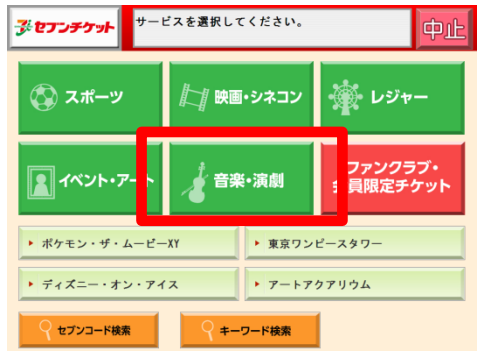 セブンチケット
サービスを選択してください。
中止
スポーツ
映画・シネコン
レジャー
イベント・アート
音楽・演劇
ファンクラブ・
会員限定チケット
ポケモン・ザ・ムービーXY
東京ワンピースタワー
ディズニー・オン・アイス
アートアクアリウム
セブンコード検索
キーワード検索